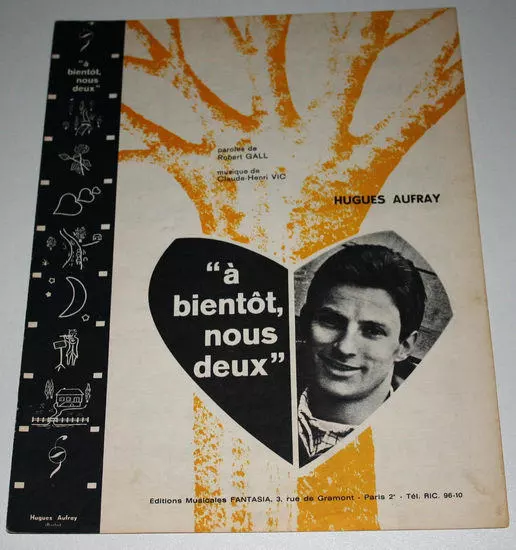 "à
bientôt,
nous
deux"
paroles de
Robert GALL
musique de
Claude-Henri VIC
HUGUES AUFRAY
"à
bientôt,
nous
deux"
Editions Musicales FANTASIA, 3, rue de Gramont - Paris 2e - Tél. RIC. 96-10
Hugues Aufray